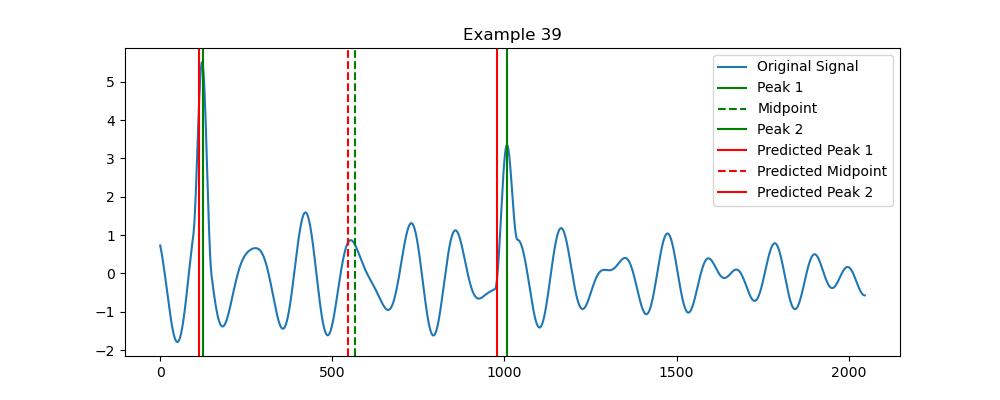 Example 39
5
4
3
2
1
0
−1
−2
0
500
1000
1500
2000
Original Signal
Peak 1
Midpoint
Peak 2
Predicted Peak 1
Predicted Midpoint
Predicted Peak 2